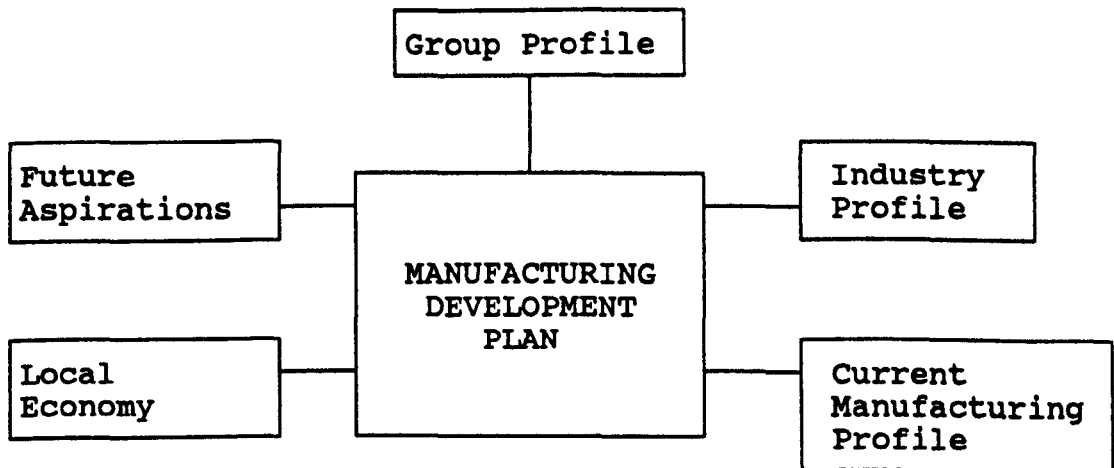 Group Profile
Future
Aspirations
Industry
Profile
MANUFACTURING
DEVELOPMENT
PLAN
Local
Economy
Current
Manufacturing
Profile